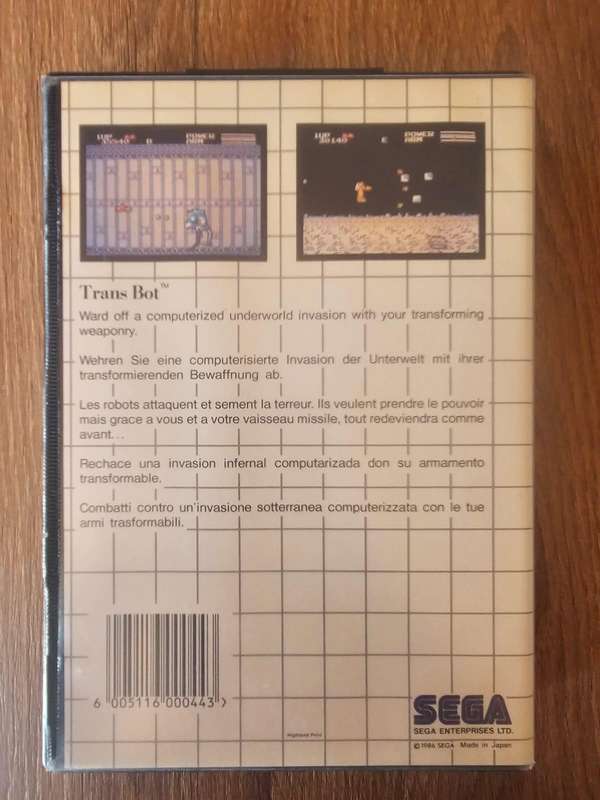 1UP POWER
35540 D ARM
1UP POWER
30140 E ARM
Trans Bot™
Ward off a computerized underworld invasion with your transforming
weaponry.
Wehren Sie eine computerisierte Invasion der Unterwelt mit ihrer
transformierenden Bewaffnung ab.
Les robots attaquent et sement la terreur. Ils veulent prendre le pouvoir
mais grace a vous et a votre vaisseau missile, tout redeviendra comme
avant...
Rechace una invasion infernal computarizada don su armamento
transformable.
Combatti contro un'invasione sotterranea computerizzata con le tue
armi trasformabili.
6 005116 000443 >
SEGA
SEGA ENTERPRISES LTD.
©1986 SEGA Made in Japan